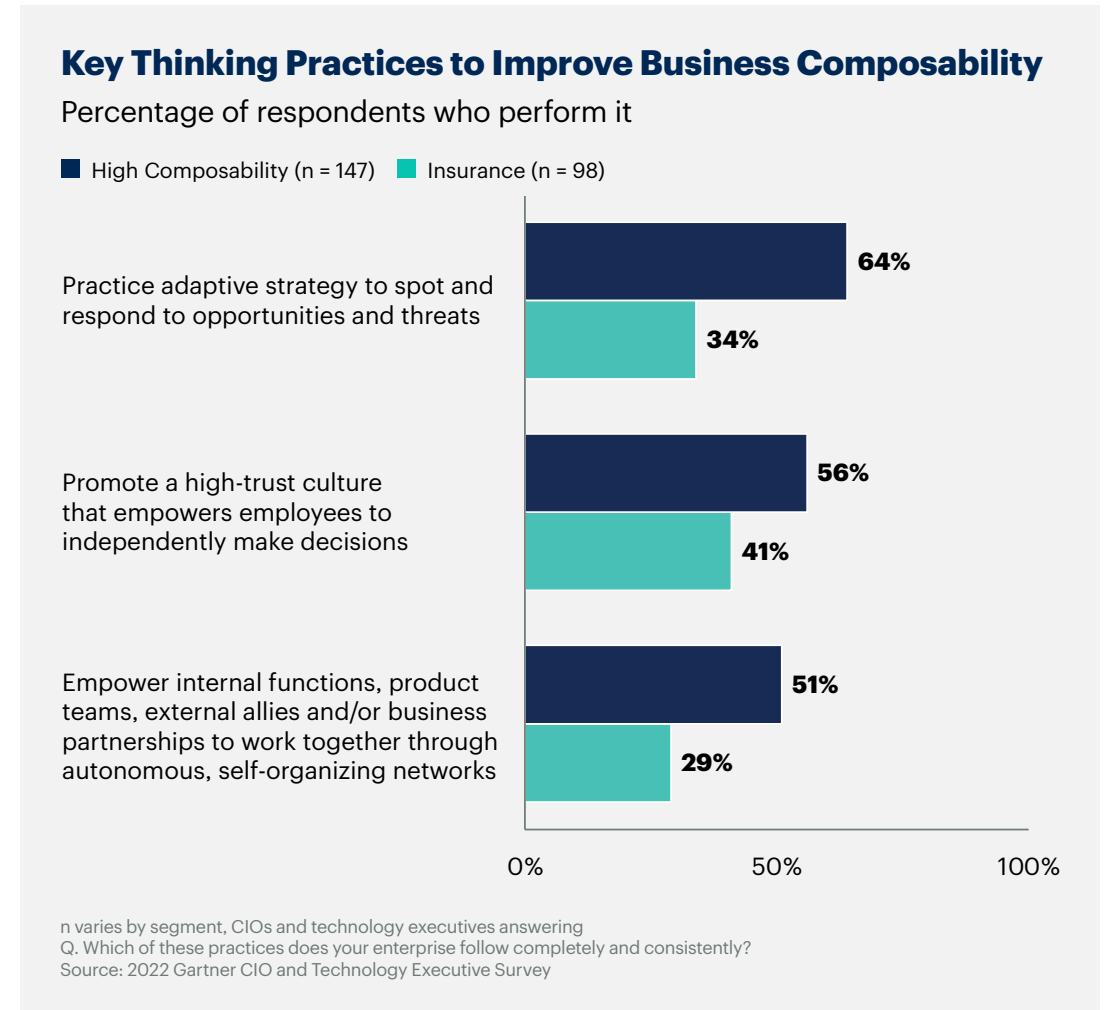 Key Thinking Practices to Improve Business Composability
Percentage of respondents who perform it
High Composability (n = 147) Insurance (n = 98)
Practice adaptive strategy to spot and
respond to opportunities and threats
64%
34%
Promote a high-trust culture
that empowers employees to
independently make decisions
56%
41%
Empower internal functions, product
teams, external allies and/or business
partnerships to work together through
autonomous, self-organizing networks
51%
29%
0% 50% 100%
n varies by segment, CIOs and technology executives answering
Q. Which of these practices does your enterprise follow completely and consistently?
Source: 2022 Gartner CIO and Technology Executive Survey